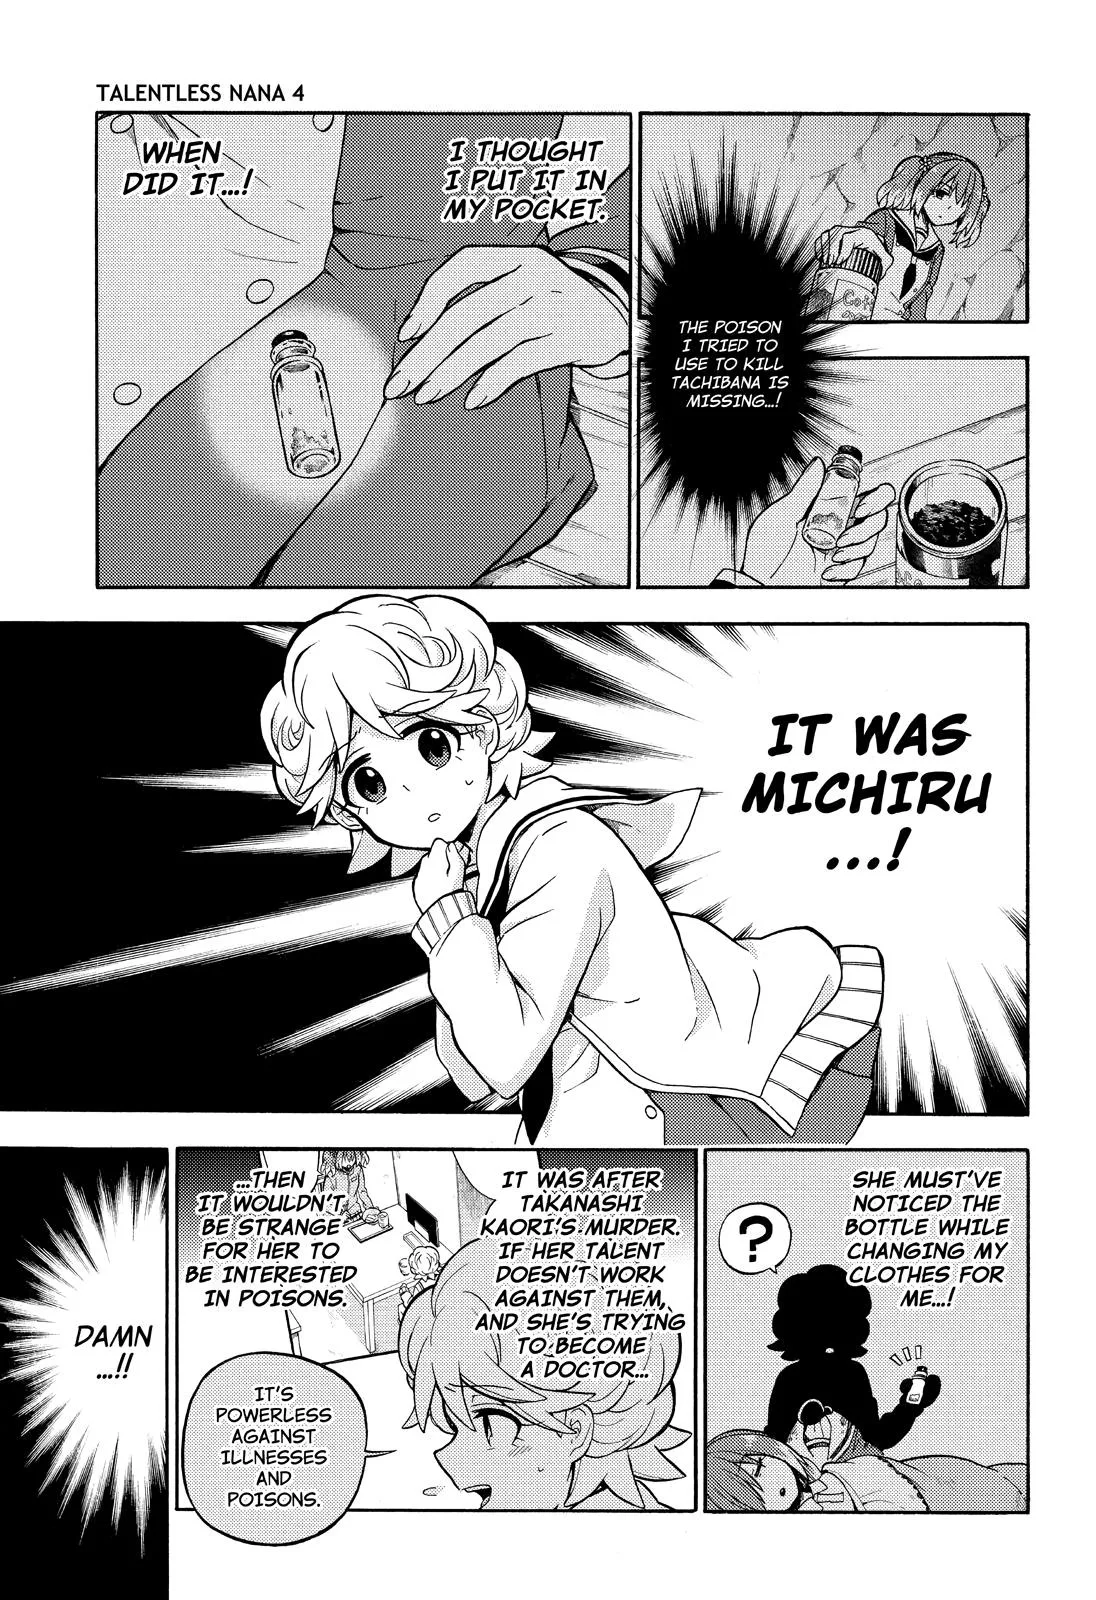 TALENTLESS NANA 4
THE POISON
I TRIED TO
USE TO KILL
TACHIBANA IS
MISSING...!
I THOUGHT
I PUT IT IN
MY POCKET.
WHEN
DID IT...!
IT WAS
MICHIRU
...!
SHE MUST'VE
NOTICED THE
BOTTLE WHILE
CHANGING MY
CLOTHES FOR
ME...!
?
IT WAS AFTER
TAKANASHI
KAORI'S MURDER.
IF HER TALENT
DOESN'T WORK
AGAINST THEM,
AND SHE'S TRYING
TO BECOME
A DOCTOR...
...THEN
IT WOULDN'T
BE STRANGE
FOR HER TO
BE INTERESTED
IN POISONS.
IT'S
POWERLESS
AGAINST
ILLNESSES
AND
POISONS.
DAMN
...!!